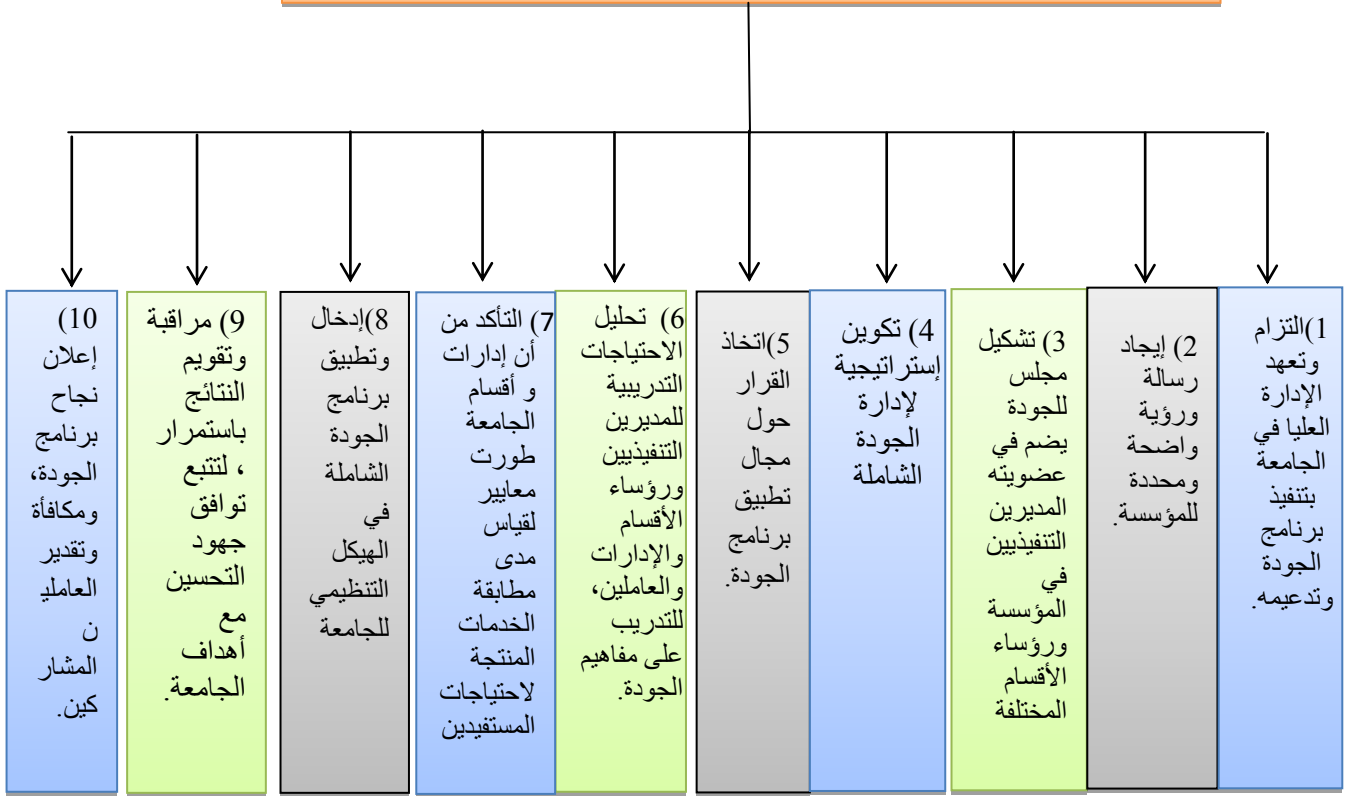 1)التزام
وتعهد
الإدارة
العليا في
الجامعة
بتنفيذ
برنامج
الجودة
وتدعيمه.
2) إيجاد
رسالة
ورؤية
واضحة
ومحددة
للمؤسسة.
3) تشكيل
مجلس
للجودة
يضم في
عضويته
المديرين
التنفيذيين
في
المؤسسة
ورؤساء
الأقسام
المختلفة
4) تكوين
إستراتيجية
لإدارة
الجودة
الشاملة
5)اتخاذ
القرار
حول
مجال
تطبيق
برنامج
الجودة.
6) تحليل
الاحتياجات
التدريبية
للمديرين
التنفيذيين
ورؤساء
الأقسام
والإدارات
والعاملين،
للتدريب
على مفاهيم
الجودة.
7) التأكد من
أن إدارات
و أقسام
الجامعة
طورت
معايير
لقياس
مدى
مطابقة
الخدمات
المنتجة
لاحتياجات
المستفيدين
8)إدخال
وتطبيق
برنامج
الجودة
الشاملة
في
الهيكل
التنظيمي
للجامعة
9) مراقبة
وتقويم
النتائج
باستمرار
، لتتبع
توافق
جهود
التحسين
مع
أهداف
الجامعة.
10)
إعلان
نجاح
برنامج
الجودة،
ومكافأة
وتقدير
العاملي
ن
المشار
كين.